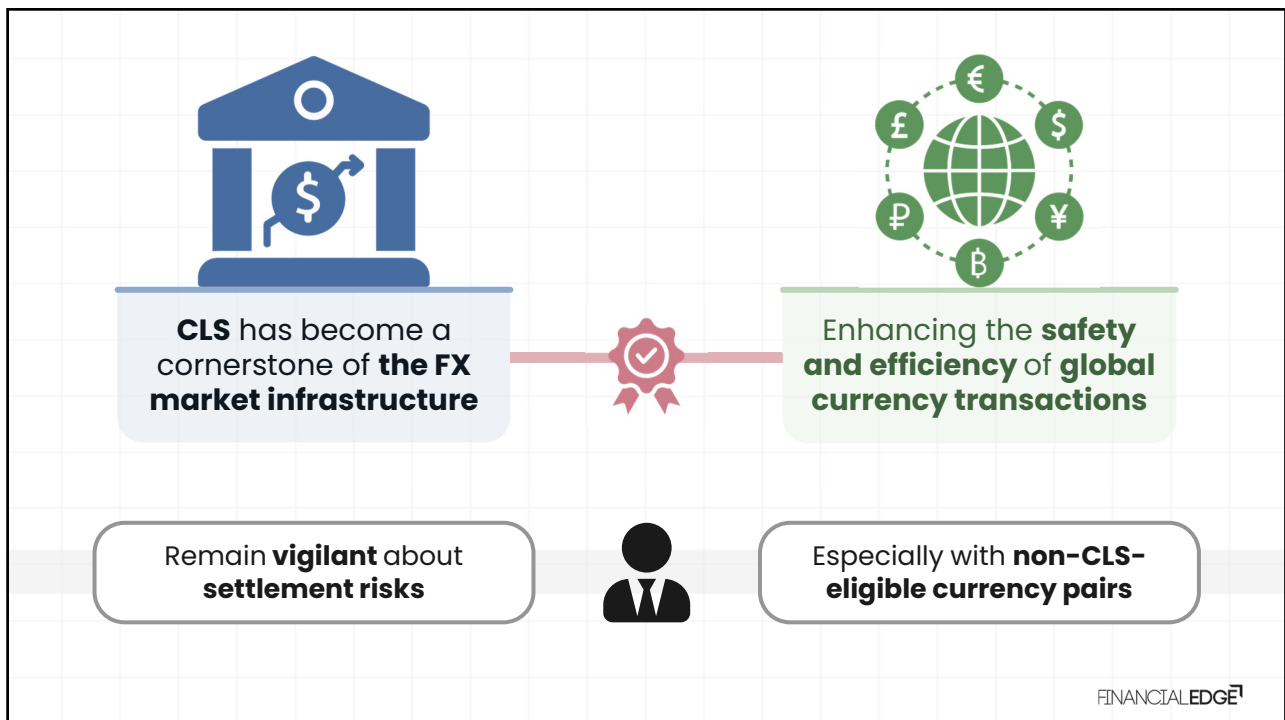 $
€
£
$
₽
¥
฿
CLS has become a
cornerstone of the FX
market infrastructure
Enhancing the safety
and efficiency of global
currency transactions
Remain vigilant about
settlement risks
Especially with non-CLS-
eligible currency pairs
FINANCIALEDGE